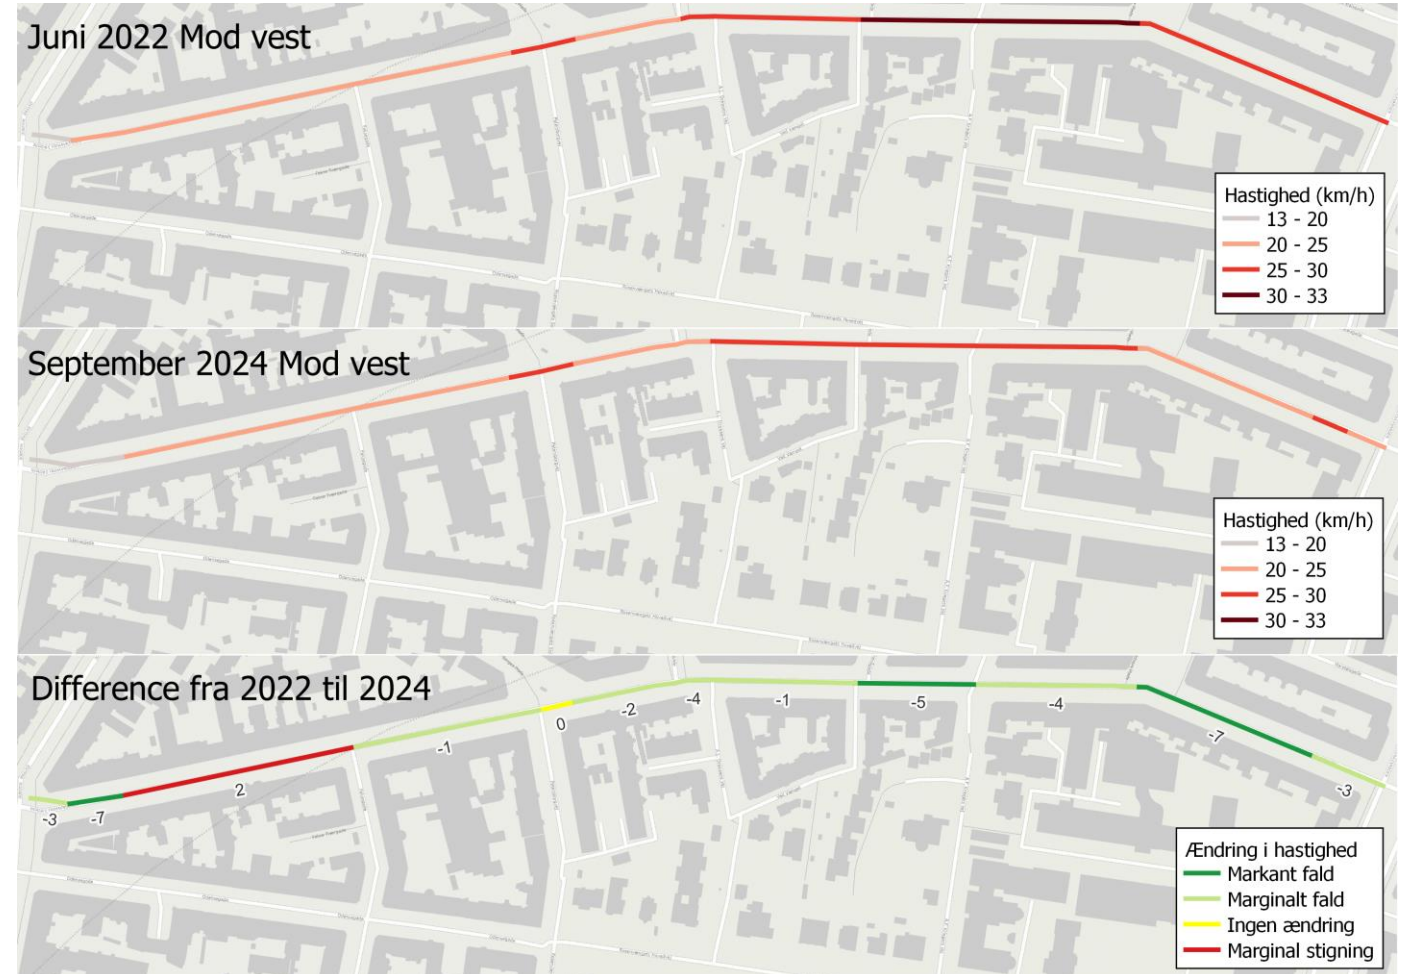 Juni 2022 Mod vest
Hastighed (km/h)
13 - 20
20 - 25
25 - 30
30 - 33
September 2024 Mod vest
Hastighed (km/h)
13 - 20
20 - 25
25 - 30
30 - 33
Difference fra 2022 til 2024
-3
-7
2
-1
0
-2
-4
-1
-5
-4
-7
-3
Ændring i hastighed
Markant fald
Marginalt fald
Ingen ændring
Marginal stigning